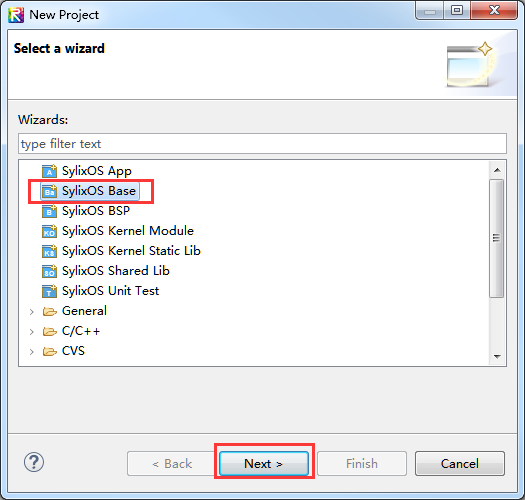 New Project
Select a wizard
Wizards:
type filter text
SylixOS App
SylixOS Base
SylixOS BSP
SylixOS Kernel Module
SylixOS Kernel Static Lib
SylixOS Shared Lib
SylixOS Unit Test
General
C/C++
CVS
< Back Next > Finish Cancel